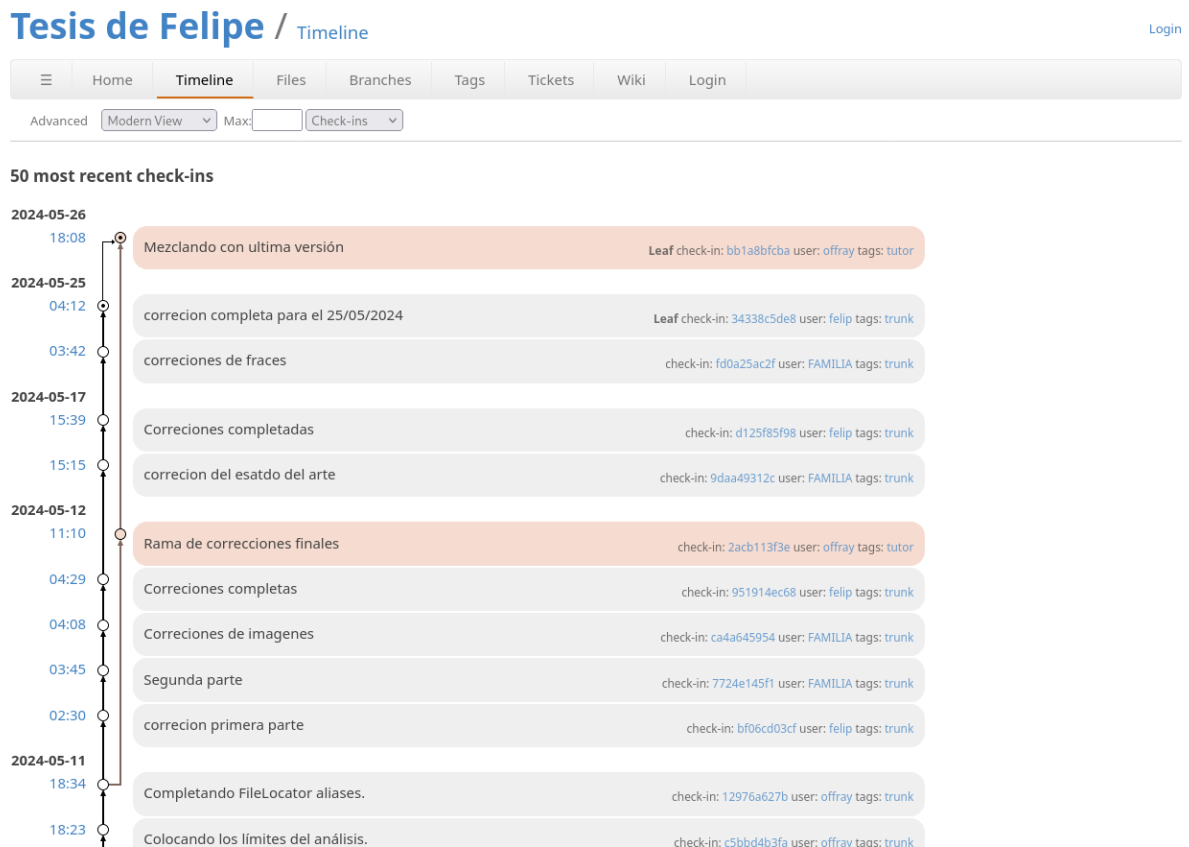 Tesis de Felipe / Timeline
Login
☰ Home Timeline Files Branches Tags Tickets Wiki Login
Advanced Modern View Max: Check-ins
50 most recent check-ins
2024-05-26
18:08 Mezclando con ultima versión Leaf check-in: bb1a8bfcba user: offray tags: tutor
2024-05-25
04:12 correcion completa para el 25/05/2024 Leaf check-in: 34338c5de8 user: felip tags: trunk
03:42 correciones de fraces check-in: fd0a25ac2f user: FAMILIA tags: trunk
2024-05-17
15:39 Correciones completadas check-in: d125f85f98 user: felip tags: trunk
15:15 correcion del esatdo del arte check-in: 9daa49312c user: FAMILIA tags: trunk
2024-05-12
11:10 Rama de correcciones finales check-in: 2acb113f3e user: offray tags: tutor
04:29 Correciones completas check-in: 951914ec68 user: felip tags: trunk
04:08 Correciones de imagenes check-in: ca4a645954 user: FAMILIA tags: trunk
03:45 Segunda parte check-in: 7724e145f1 user: FAMILIA tags: trunk
02:30 correcion primera parte check-in: bf06cd03cf user: felip tags: trunk
2024-05-11
18:34 Completando FileLocator aliases. check-in: 12976a627b user: offray tags: trunk
18:23 Colocando los límites del análisis. check-in: c5bbd4b3fa user: offray tags: trunk